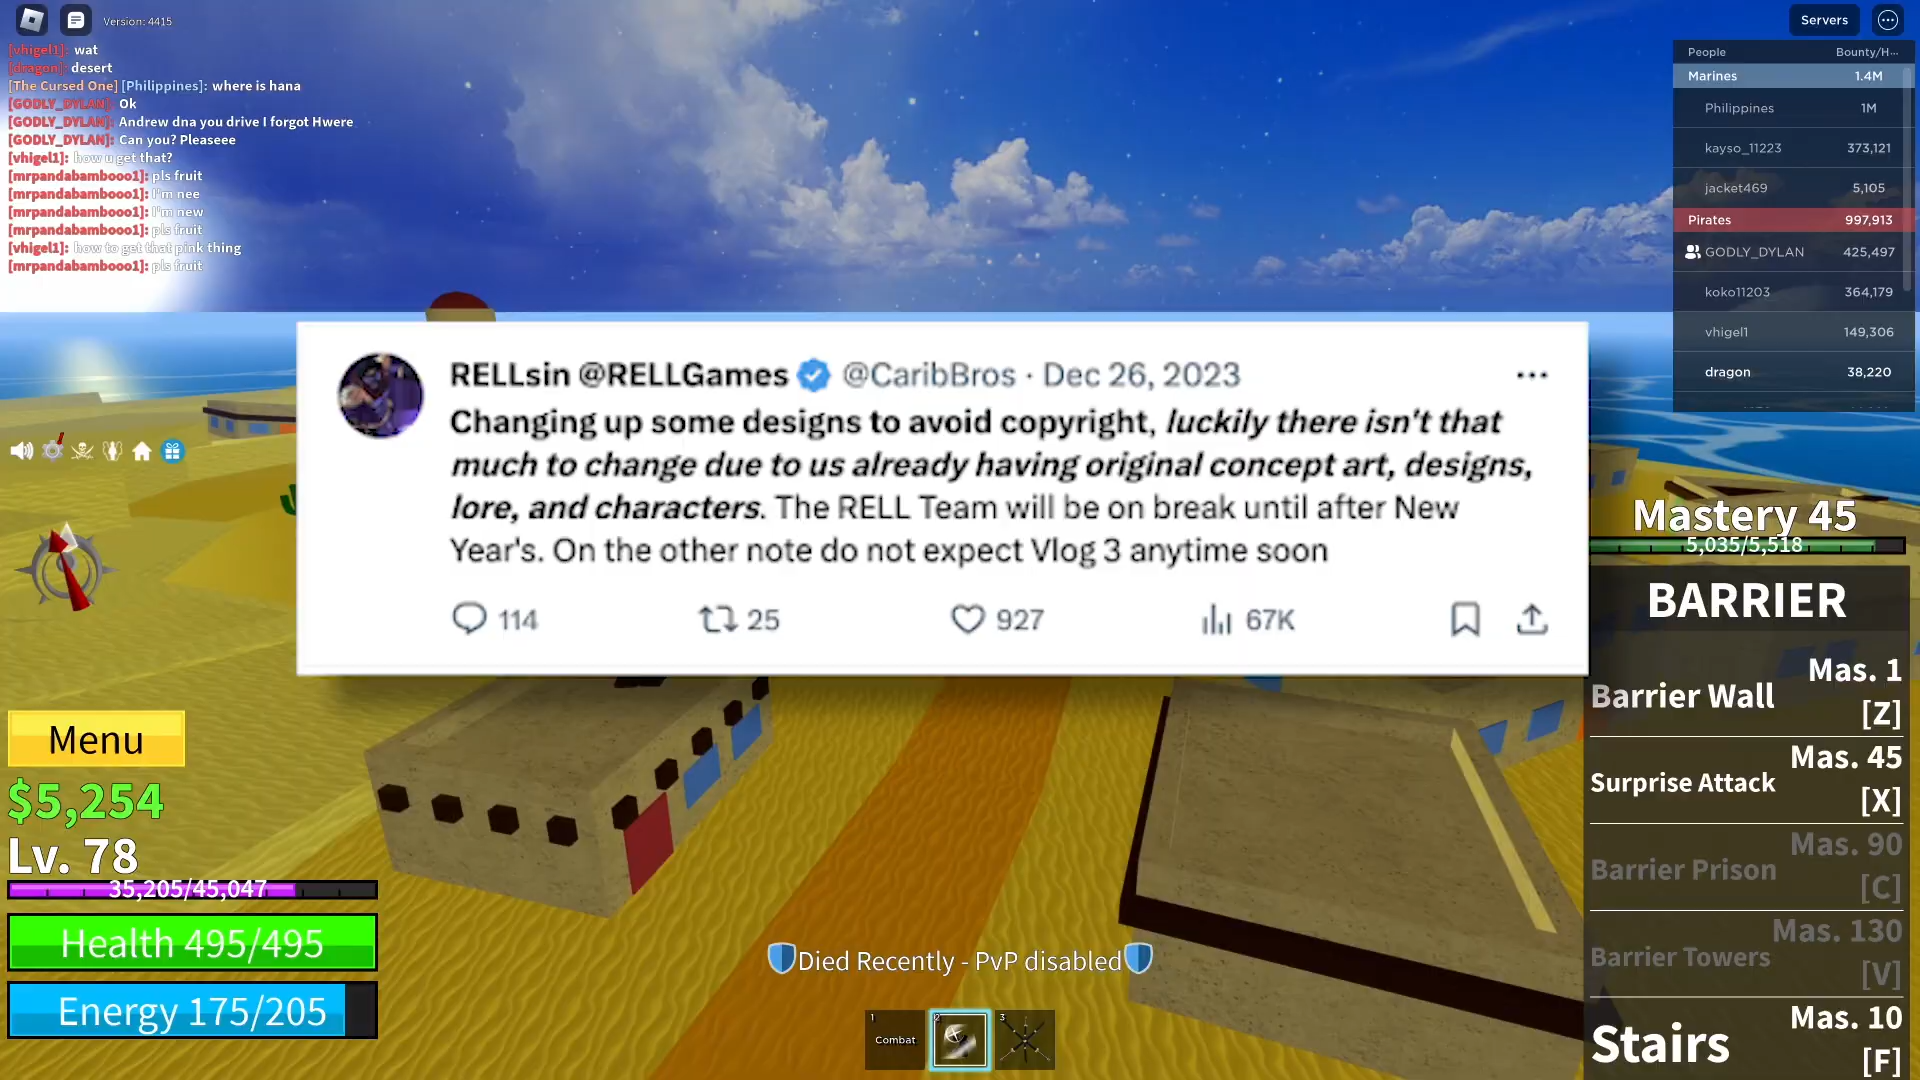 Version: 4415
[vhigel1]: wat
[dragon]: desert
[The Cursed One] [Philippines]: where is hana
[GODLY_DYLAN]: Ok
[GODLY_DYLAN]: Andrew dna you drive I forgot Hwere
[GODLY_DYLAN]: Can you? Pleaseee
[vhigel1]: how u get that?
[mrpandabambooo1]: pls fruit
[mrpandabambooo1]: I'm nee
[mrpandabambooo1]: I'm new
[mrpandabambooo1]: pls fruit
[vhigel1]: how to get that pink thing
[mrpandabambooo1]: pls fruit
Servers
People Bounty/H...
Marines 1.4M
Philippines 1M
kayso_11223 373,121
jacket469 5,105
Pirates 997,913
GODLY_DYLAN 425,497
koko11203 364,179
vhigel1 149,306
dragon 38,220
RELLsin @RELLGames @CaribBros · Dec 26, 2023
Changing up some designs to avoid copyright, luckily there isn't that
much to change due to us already having original concept art, designs,
lore, and characters. The RELL Team will be on break until after New
Year's. On the other note do not expect Vlog 3 anytime soon
114 25 927 67K
Mastery 45
5,035/5,518
BARRIER
Mas. 1
Barrier Wall
[Z]
Mas. 45
Surprise Attack
[X]
Mas. 90
Barrier Prison
[C]
Mas. 130
Barrier Towers
[V]
Mas. 10
Stairs
[F]
Menu
$5,254
Lv. 78
35,205/45,047
Health 495/495
Energy 175/205
Died Recently - PvP disabled
1
Combat
2
3